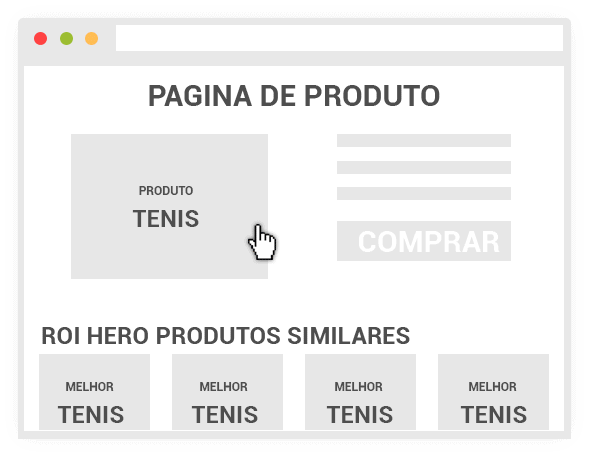 PAGINA DE PRODUTO
PRODUTO
TENIS
COMPRAR
ROI HERO PRODUTOS SIMILARES
MELHOR
TENIS
MELHOR
TENIS
MELHOR
TENIS
MELHOR
TENIS